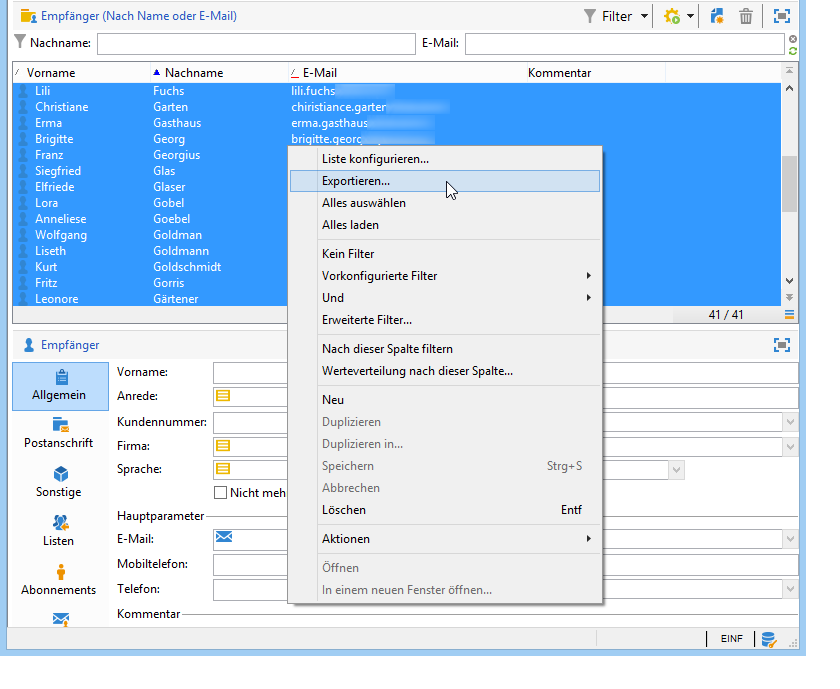 Empfänger (Nach Name oder E-Mail) Filter
Nachname: E-Mail:
Vorname Nachname E-Mail Kommentar
Lili Fuchs lili.fuchs
Christiane Garten chiristiance.garten
Erma Gasthaus erma.gasthaus
Brigitte Georg brigitte.georg
Franz Georgius
Siegfried Glas
Elfriede Glaser
Lora Gobel
Anneliese Goebel
Wolfgang Goldman
Liseth Goldmann
Kurt Goldschmidt
Fritz Gorris
Leonore Gärtener
41 / 41
Liste konfigurieren...
Exportieren...
Alles auswählen
Alles laden
Kein Filter
Vorkonfigurierte Filter
Und
Erweiterte Filter...
Nach dieser Spalte filtern
Werteverteilung nach dieser Spalte...
Neu
Duplizieren
Duplizieren in...
Speichern Strg+S
Abbrechen
Löschen Entf
Aktionen
Öffnen
In einem neuen Fenster öffnen...
Empfänger
Allgemein
Postanschrift
Sonstige
Listen
Abonnements
Vorname:
Anrede:
Kundennummer:
Firma:
Sprache:
Nicht meh
Hauptparameter
E-Mail:
Mobiltelefon:
Telefon:
Kommentar
EINF